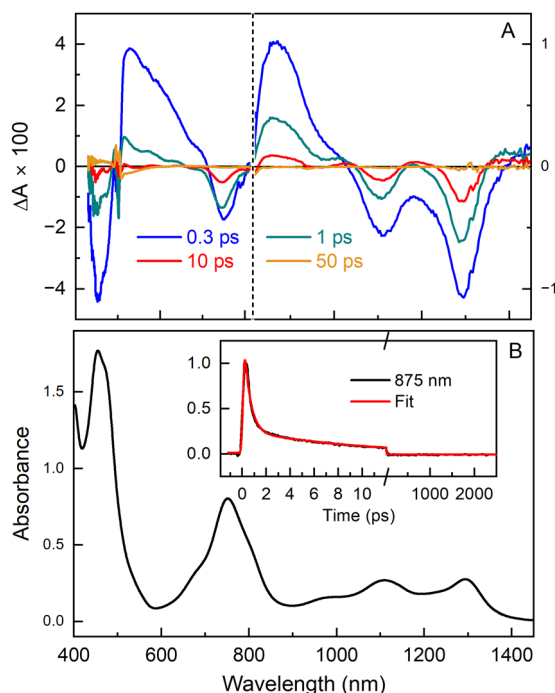 A
ΔA × 100
4
2
0
−2
−4
1
0
−1
0.3 ps
1 ps
10 ps
50 ps
B
Absorbance
1.5
1.0
0.5
0.0
1.0
0.5
0.0
875 nm
Fit
0 2 4 6 8 10 1000 2000
Time (ps)
400 600 800 1000 1200 1400
Wavelength (nm)